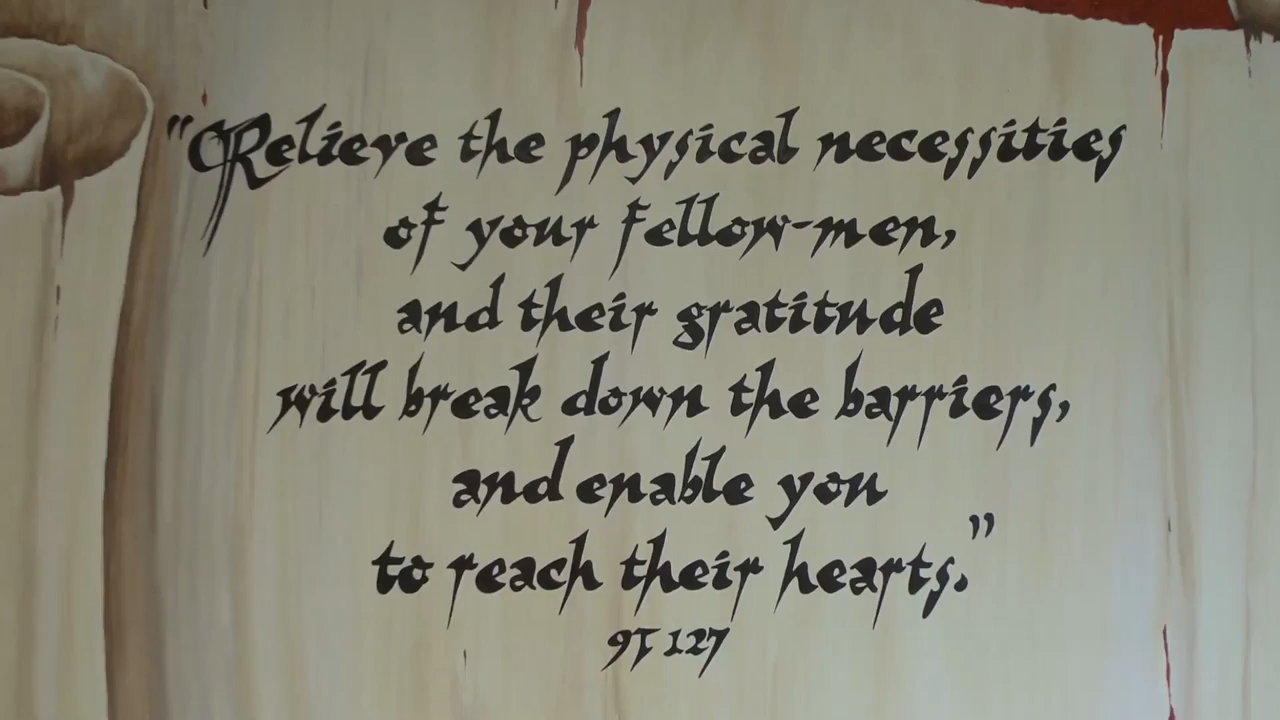 "Relieve the physical necessities
of your fellow-men,
and their gratitude
will break down the barriers,
and enable you
to reach their hearts."
9T 127